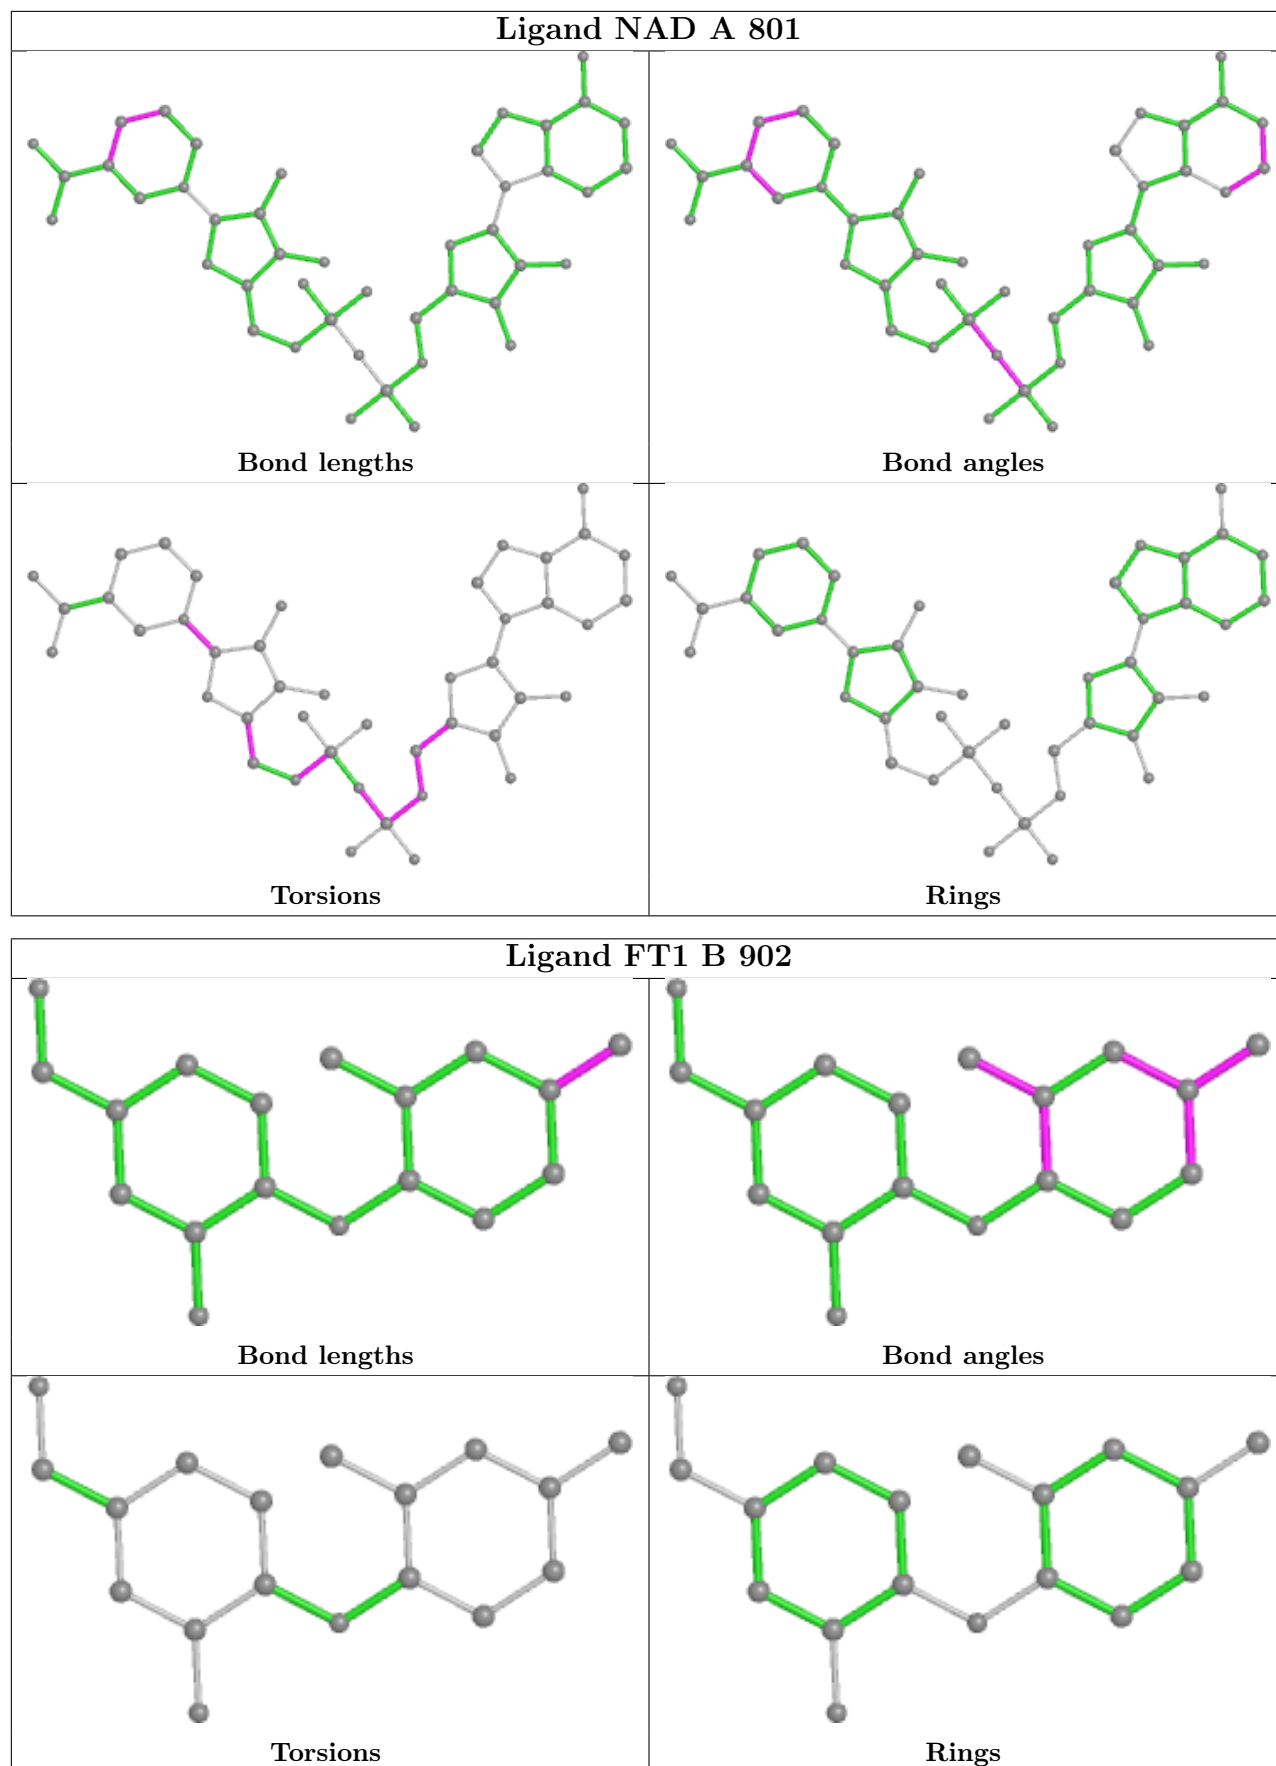 Ligand NAD A 801
Bond lengths
Bond angles
Torsions
Rings
Ligand FT1 B 902
Bond lengths
Bond angles
Torsions
Rings